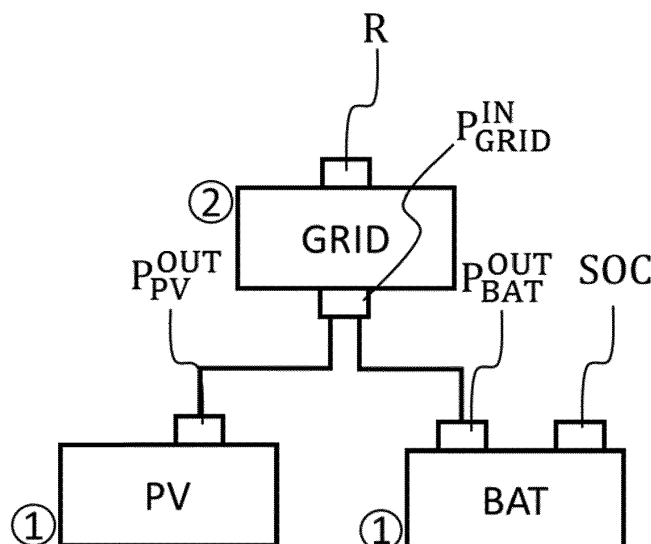 R
P_GRID^IN
②
GRID
P_PV^OUT
P_BAT^OUT
SOC
PV
BAT
①
①